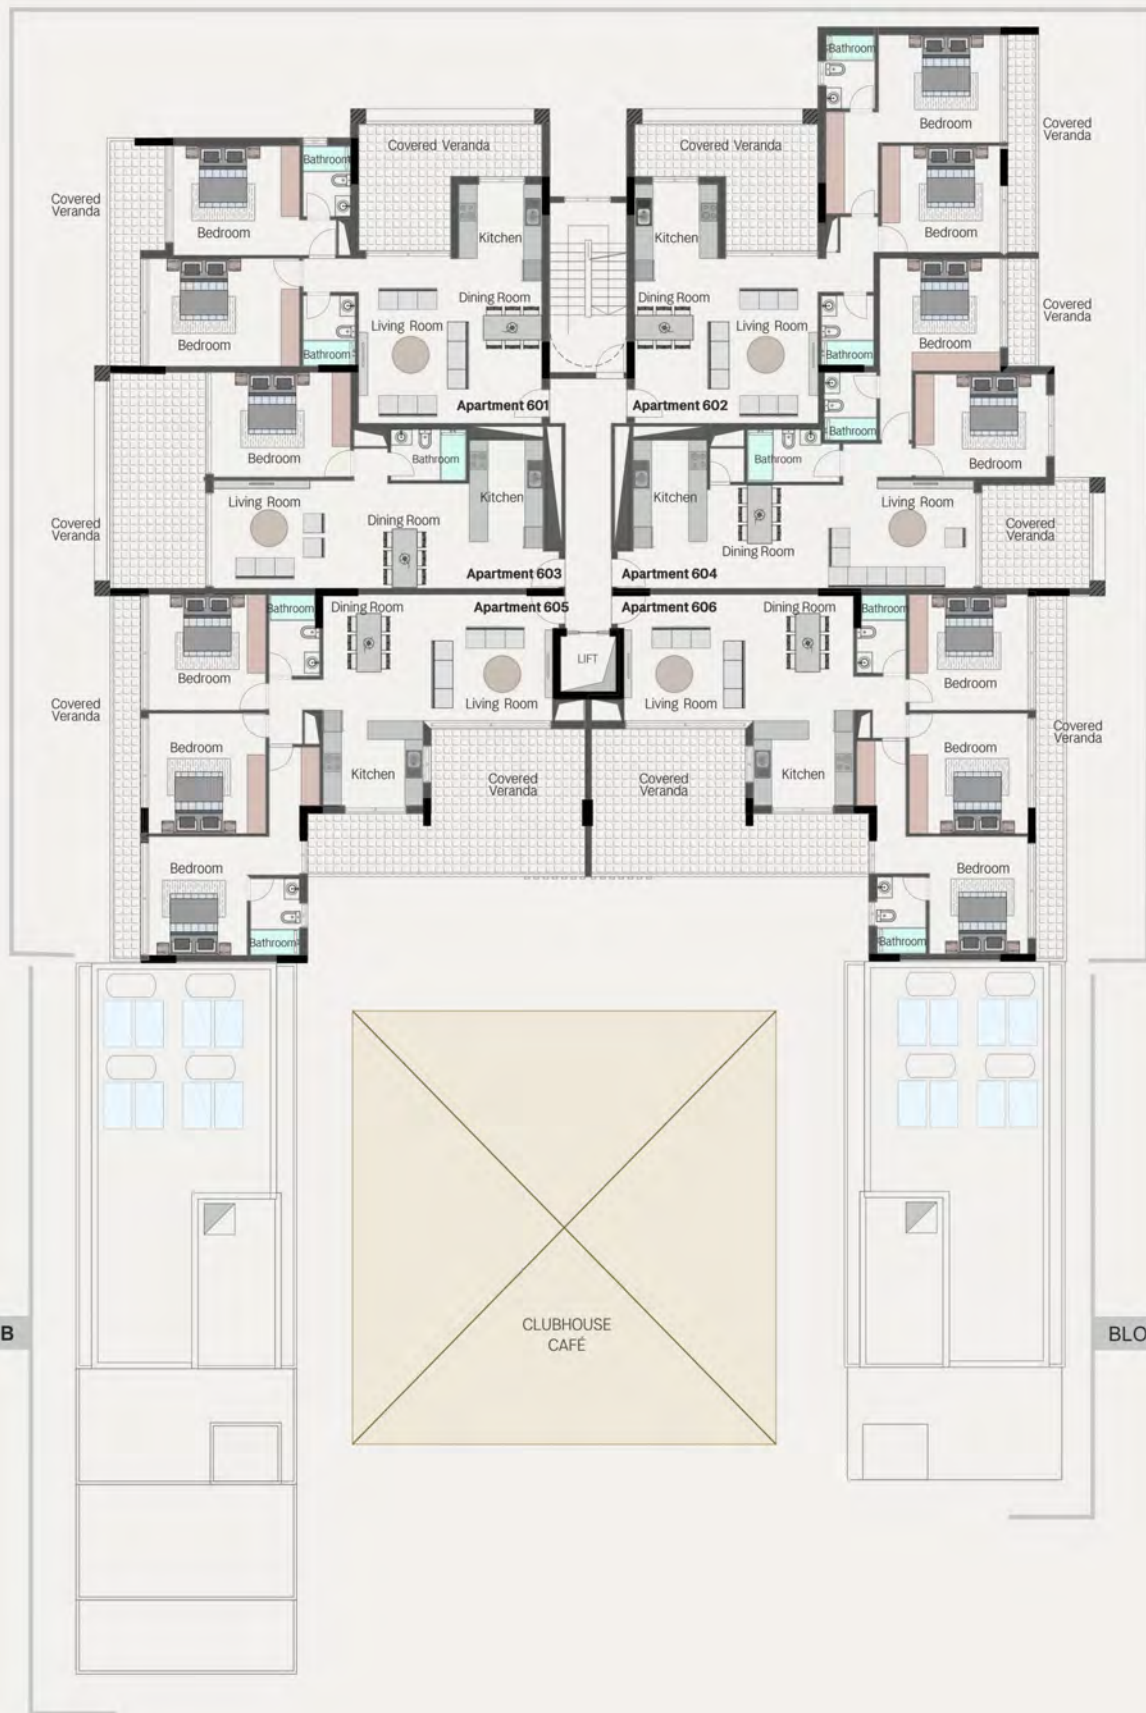 Bathroom
Bedroom
Covered
Veranda
Covered Veranda
Covered Veranda
Bathroom
Bedroom
Covered
Veranda
Bedroom
Kitchen
Kitchen
Bedroom
Dining Room
Dining Room
Covered
Veranda
Living Room
Living Room
Bedroom
Bathroom
Bathroom
Bedroom
Apartment 601
Apartment 602
Bathroom
Bedroom
Bathroom
Bathroom
Bedroom
Living Room
Kitchen
Kitchen
Living Room
Covered
Veranda
Dining Room
Dining Room
Covered
Veranda
Apartment 603
Apartment 604
Bathroom
Dining Room
Apartment 605
Apartment 606
Dining Room
Bathroom
LIFT
Bedroom
Bedroom
Covered
Veranda
Living Room
Living Room
Covered
Veranda
Bedroom
Kitchen
Covered
Veranda
Covered
Veranda
Kitchen
Bedroom
Bedroom
Bedroom
Bathroom
Bathroom
CLUBHOUSE
CAFÉ
B
BLO